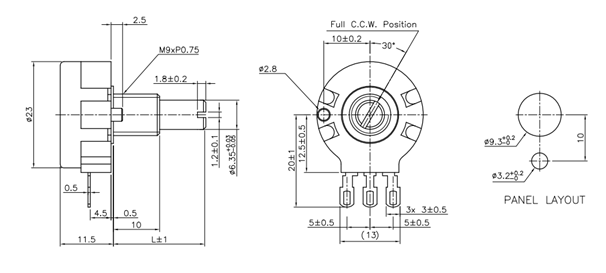 2.5
M9xP0.75
1.8±0.2
ø23
1.2±0.1
ø6.35 +0.03 -0.05
0.5
4.5
0.5
10
11.5
L±1
Full C.C.W. Position
10±0.2
30°
ø2.8
12.5±0.5
20±1
3x 3±0.5
5±0.5
5±0.5
(13)
ø9.3 +0.2 -0
10
ø3.2 +0.2 -0
PANEL LAYOUT